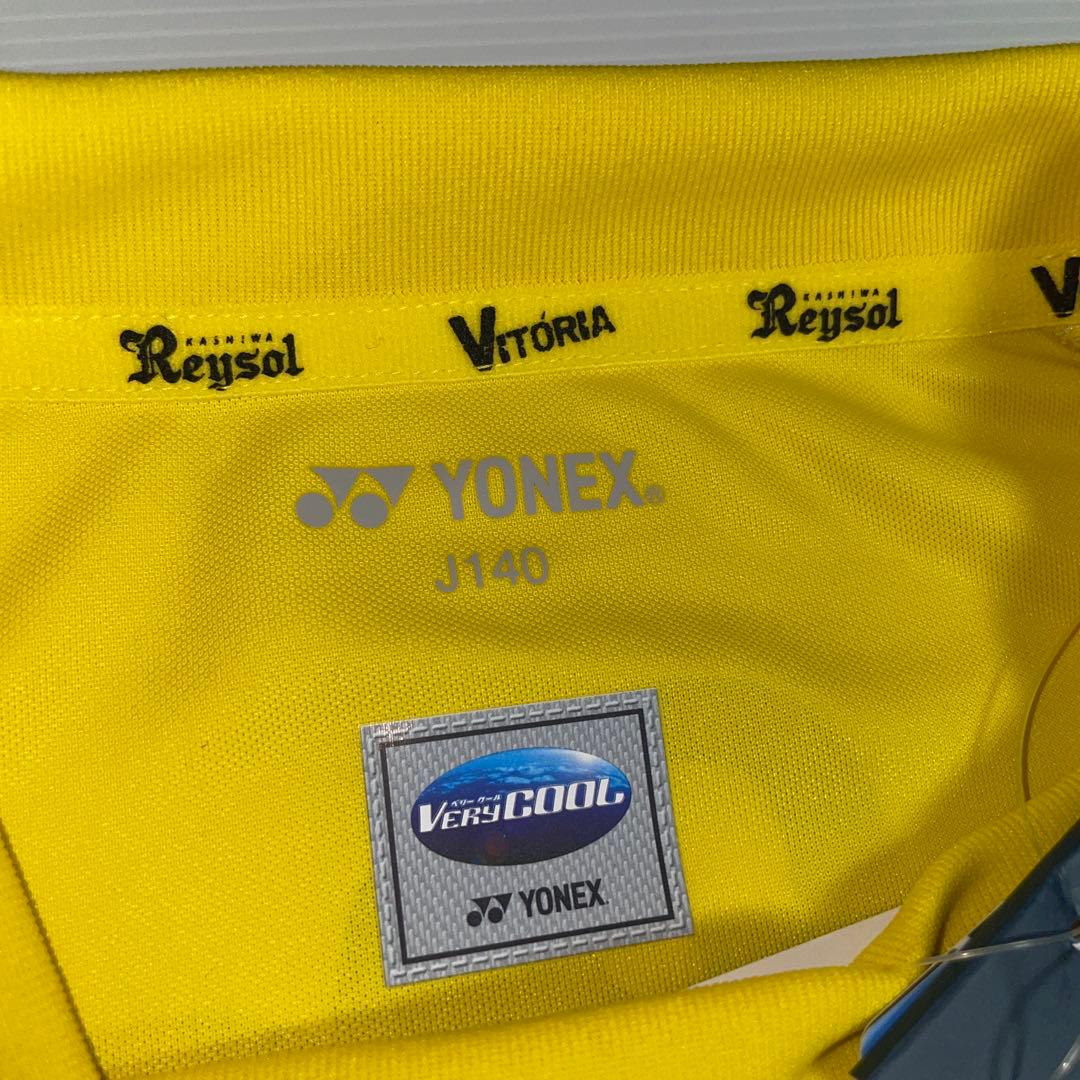 KASHIWA
Reysol
VITÓRIA
KASHIWA
Reysol
V
YONEX®
J140
ベリー クール
VERYCOOL
YONEX